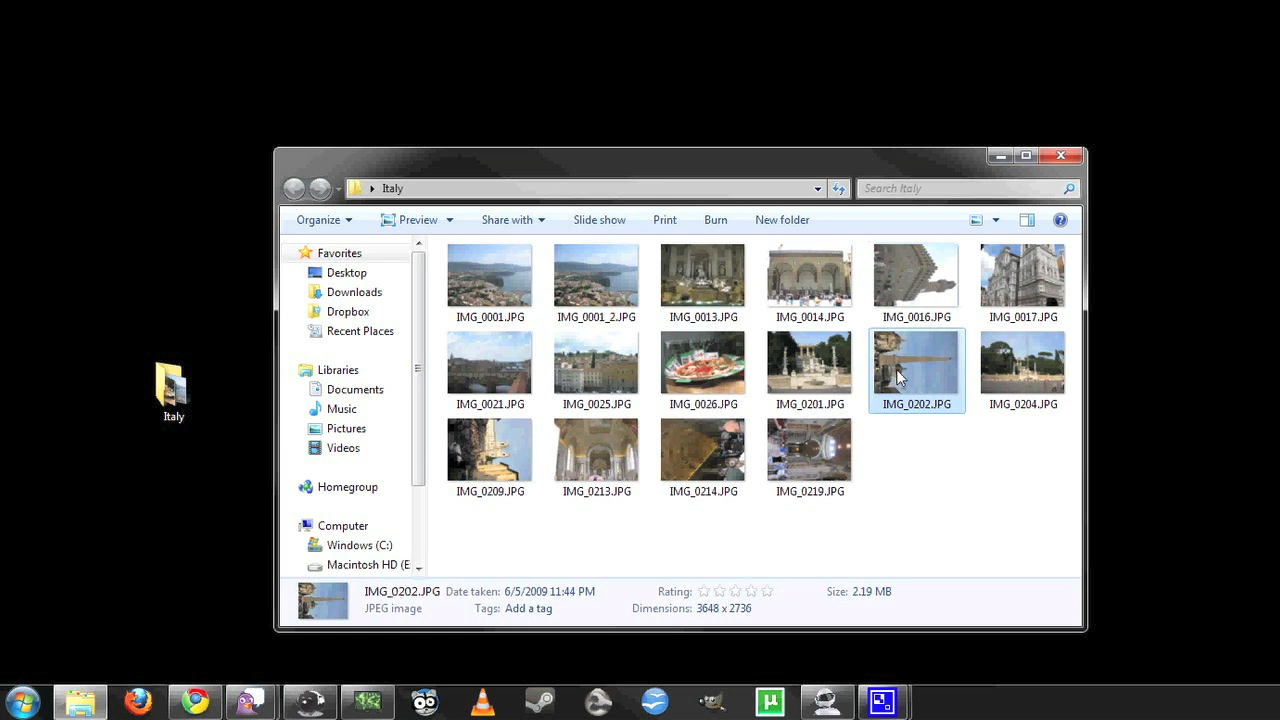 Italy
Search Italy
Organize Preview Share with Slide show Print Burn New folder
Favorites
Desktop
Downloads
Dropbox
Recent Places
Libraries
Documents
Music
Pictures
Videos
Homegroup
Computer
Windows (C:)
Macintosh HD (E
IMG_0001.JPG IMG_0001_2.JPG IMG_0013.JPG IMG_0014.JPG IMG_0016.JPG IMG_0017.JPG
IMG_0021.JPG IMG_0025.JPG IMG_0026.JPG IMG_0201.JPG IMG_0202.JPG IMG_0204.JPG
IMG_0209.JPG IMG_0213.JPG IMG_0214.JPG IMG_0219.JPG
Italy
IMG_0202.JPG Date taken: 6/5/2009 11:44 PM Rating: Size: 2.19 MB
JPEG image Tags: Add a tag Dimensions: 3648 x 2736